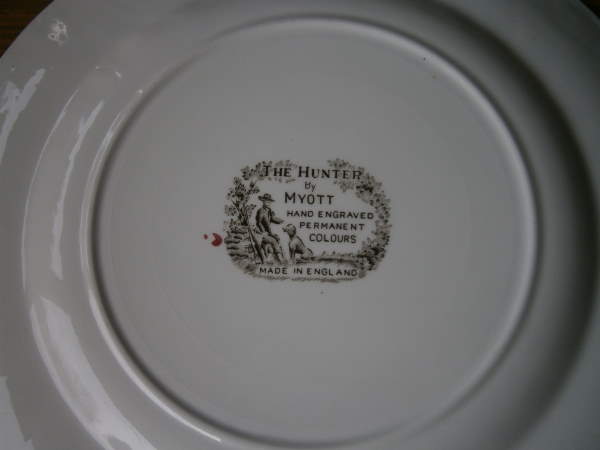 THE HUNTER
by
MYOTT
HAND ENGRAVED
PERMANENT
COLOURS
MADE IN ENGLAND